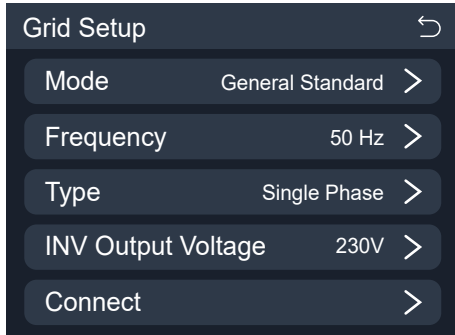 Grid Setup
Mode General Standard
Frequency 50 Hz
Type Single Phase
INV Output Voltage 230V
Connect